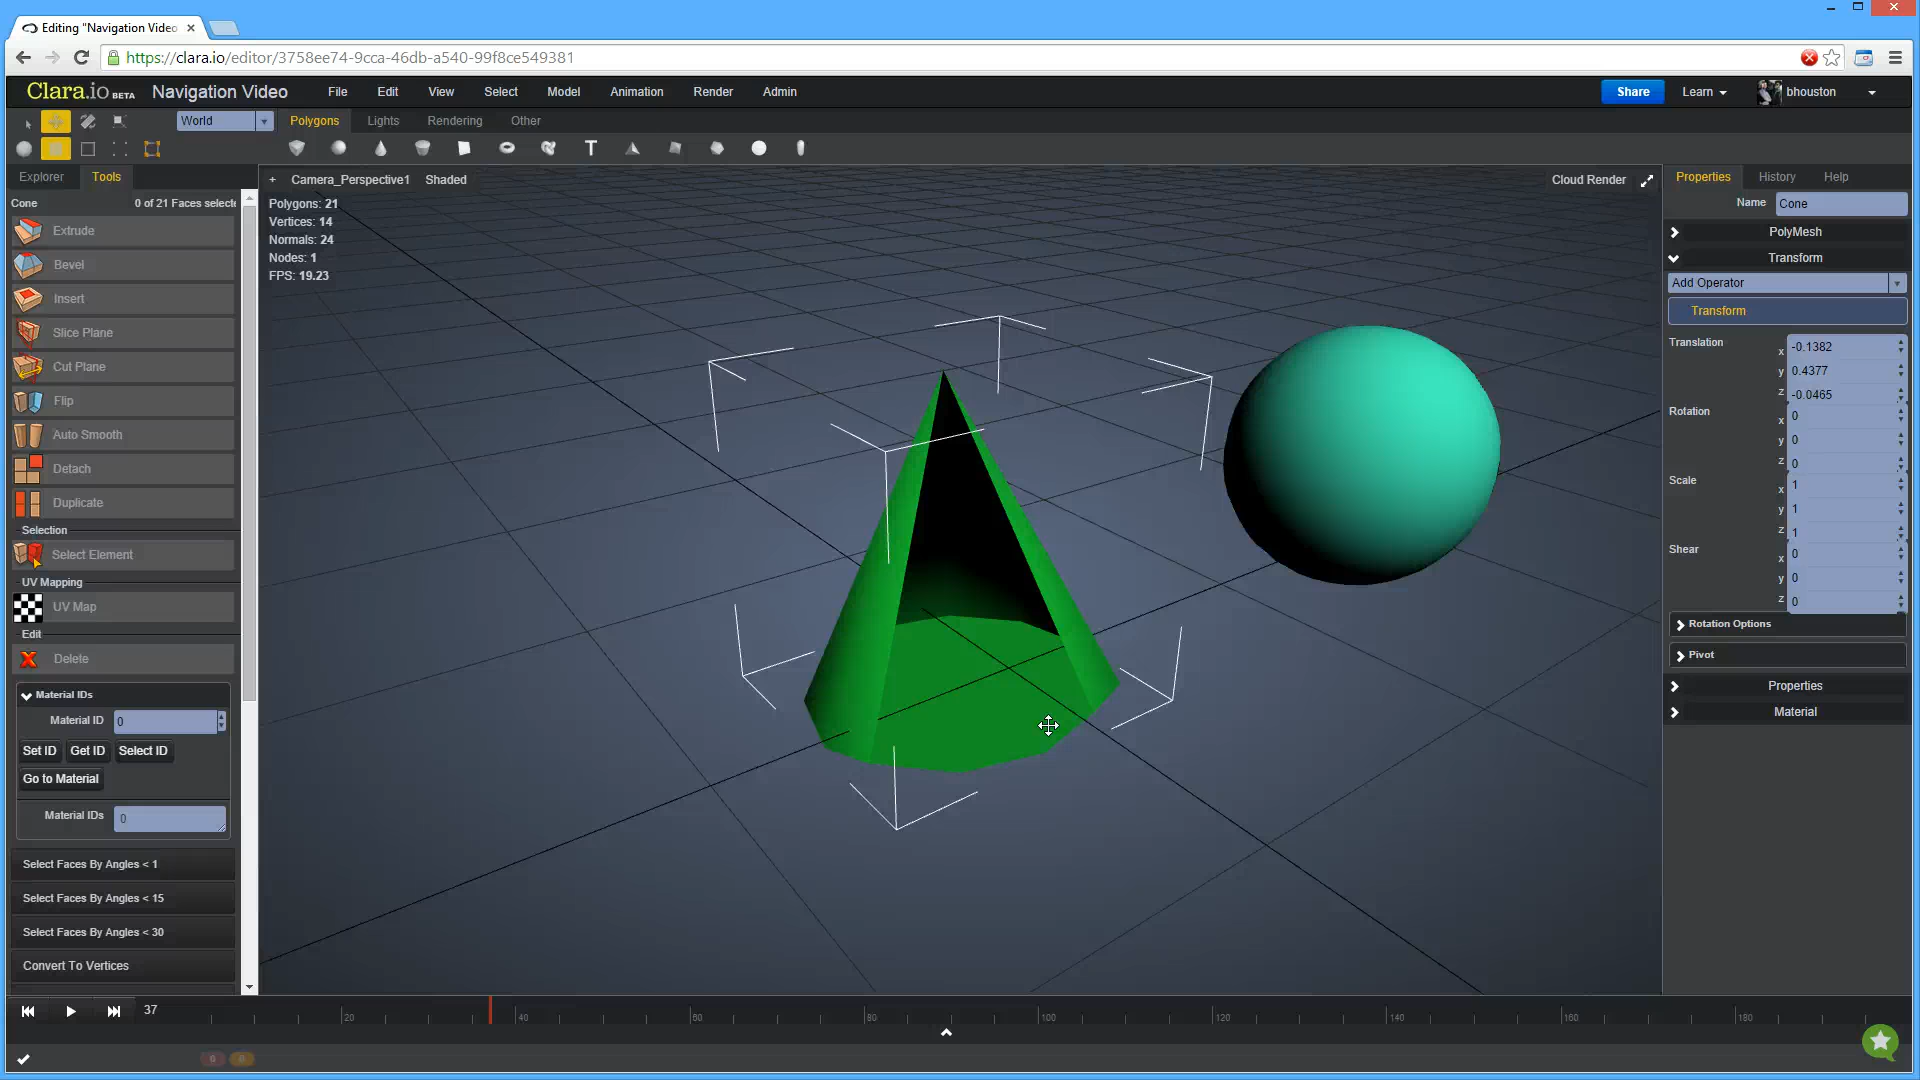 Editing "Navigation Video
https://clara.io/editor/3758ee74-9cca-46db-a540-99f8ce549381
Clara.io BETA Navigation Video File Edit View Select Model Animation Render Admin Share Learn bhouston
World Polygons Lights Rendering Other
T
Explorer Tools
Camera_Perspective1 Shaded
Cloud Render
Properties History Help
Cone 0 of 21 Faces selecte
Extrude
Bevel
Insert
Slice Plane
Cut Plane
Flip
Auto Smooth
Detach
Duplicate
Selection
Select Element
UV Mapping
UV Map
Edit
Delete
Material IDs
Material ID 0
Set ID Get ID Select ID
Go to Material
Material IDs 0
Select Faces By Angles < 1
Select Faces By Angles < 15
Select Faces By Angles < 30
Convert To Vertices
Polygons: 21
Vertices: 14
Normals: 24
Nodes: 1
FPS: 19.23
Name Cone
PolyMesh
Transform
Add Operator
Transform
Translation x -0.1382
y 0.4377
z -0.0465
Rotation x 0
y 0
z 0
Scale x 1
y 1
z 1
Shear x 0
y 0
z 0
Rotation Options
Pivot
Properties
Material
37
20 40 60 80 100 120 140 160 180
0 0